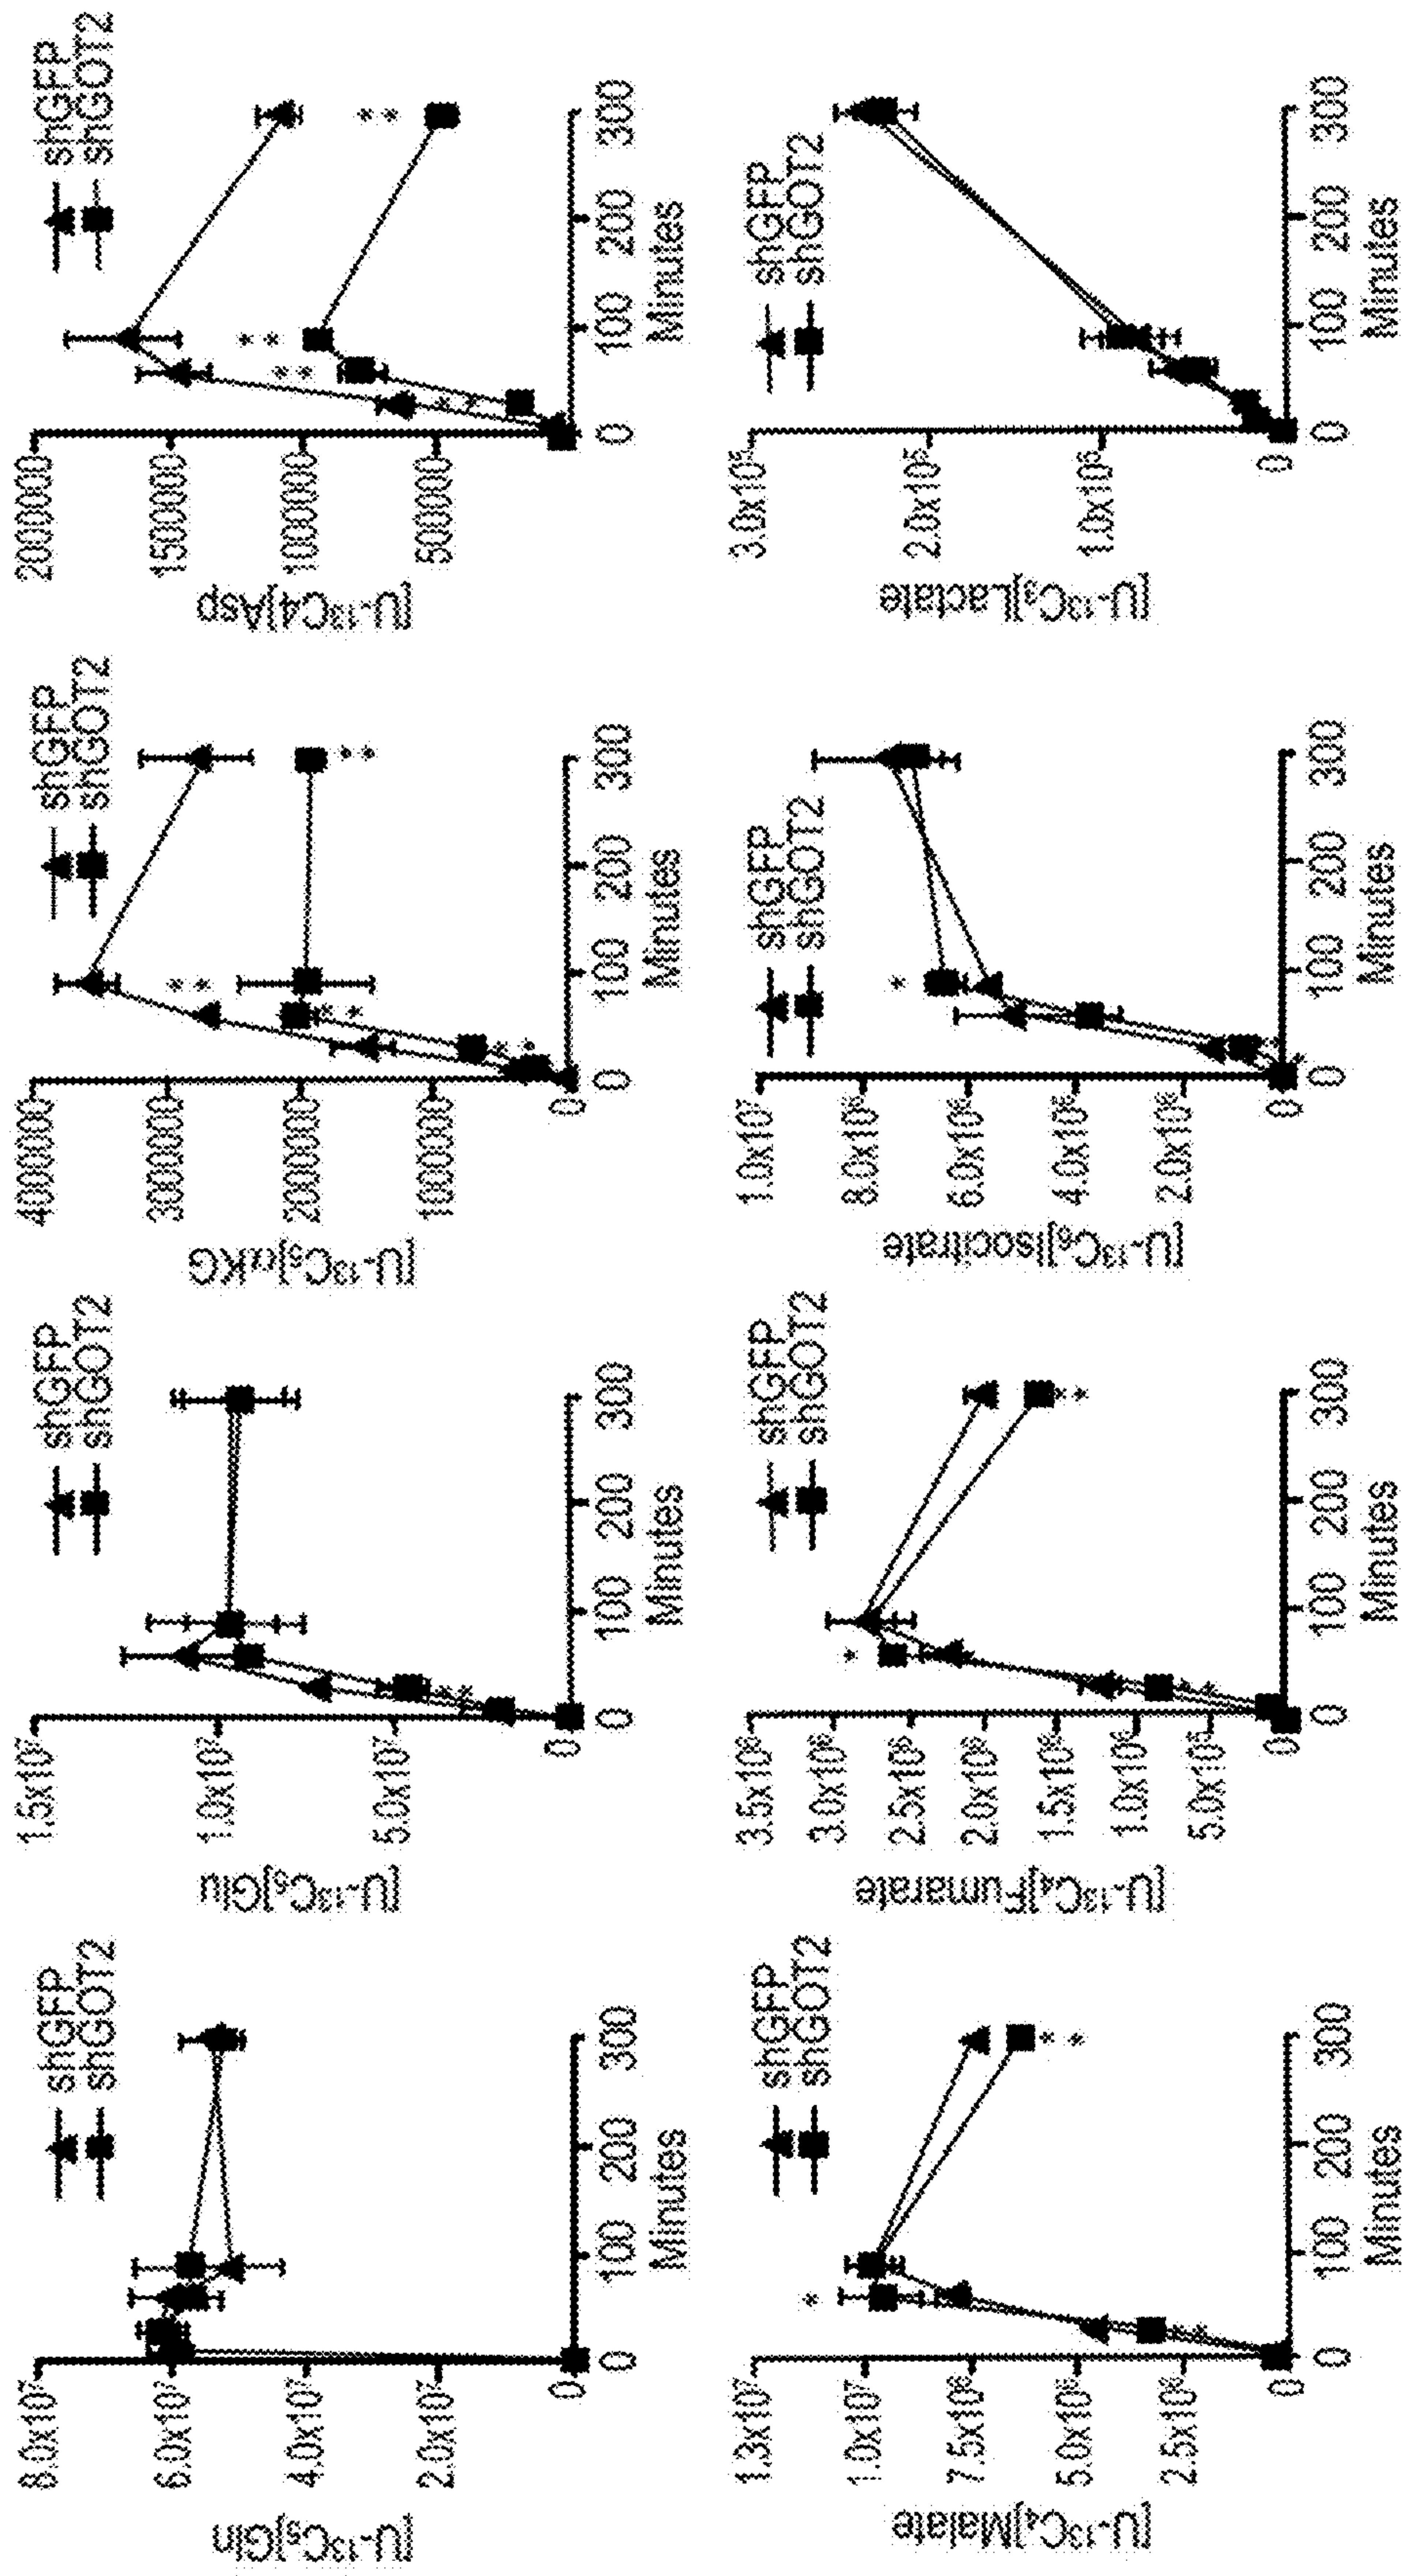 shGFP
shGOT2
[U-¹³C₅]Gln
8.0x10⁷
6.0x10⁷
4.0x10⁷
2.0x10⁷
0
0 100 200 300
Minutes
shGFP
shGOT2
[U-¹³C₅]Glu
1.5x10⁷
1.0x10⁷
5.0x10⁷
0
0 100 200 300
Minutes
shGFP
shGOT2
[U-¹³C₅]αKG
4000000
3000000
2000000
1000000
0
0 100 200 300
Minutes
shGFP
shGOT2
[U-¹³C4]Asp
2000000
1500000
1000000
500000
0
0 100 200 300
Minutes
shGFP
shGOT2
[U-¹³C₄]Malate
1.3x10⁷
1.0x10⁷
7.5x10⁶
5.0x10⁶
2.5x10⁶
0
0 100 200 300
Minutes
shGFP
shGOT2
[U-¹³C₄]Fumarate
3.5x10⁶
3.0x10⁶
2.5x10⁶
2.0x10⁶
1.5x10⁶
1.0x10⁶
5.0x10⁵
0
0 100 200 300
Minutes
shGFP
shGOT2
[U-¹³C₆]Isocitrate
1.0x10⁷
8.0x10⁶
6.0x10⁶
4.0x10⁶
2.0x10⁶
0
0 100 200 300
Minutes
shGFP
shGOT2
[U-¹³C₃]Lactate
3.0x10⁵
2.0x10⁵
1.0x10⁵
0
0 100 200 300
Minutes